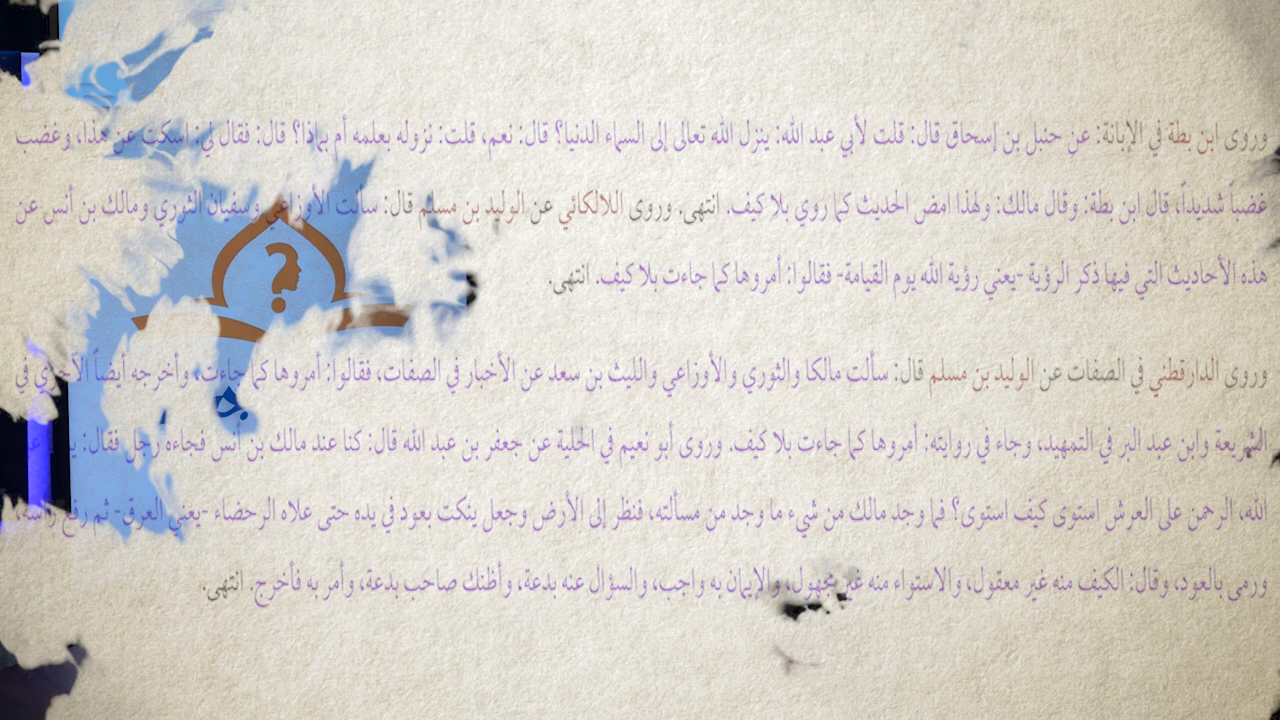 وروى ابن بطة في الإبانة: عن حنبل بن إسحاق قال: قلت لأبي عبد الله: ينزل الله تعالى إلى السماء الدنيا؟ قال: نعم، قلت: نزوله بعلمه أم بماذا؟ قال: فقال لي: اسكت عن هذا، وغضب
غضباً شديداً، قال ابن بطة: وقال مالك: ولهذا امض الحديث كما روي بلا كيف. انتهى. وروى اللالكائي عن الوليد بن مسلم قال: سألت الأوزاعي وسفيان الثوري ومالك بن أنس عن
هذه الأحاديث التي فيها ذكر الرؤية -يعني رؤية الله يوم القيامة- فقالوا: أمروها كما جاءت بلا كيف. انتهى.
وروى الدارقطني في الصفات عن الوليد بن مسلم قال: سألت مالكا والثوري والأوزاعي والليث بن سعد عن الأخبار في الصفات، فقالوا: أمروها كما جاءت، وأخرجه أيضاً الآجري في
الشريعة وابن عبد البر في التمهيد، وجاء في روايته: أمروها كما جاءت بلا كيف. وروى أبو نعيم في الحلية عن جعفر بن عبد الله قال: كنا عند مالك بن أنس فجاءه رجل فقال:
الله، الرحمن على العرش استوى كيف استوى؟ فما وجد مالك من شيء ما وجد من مسألته، فنظر إلى الأرض وجعل ينكت بعود في يده حتى علاه الرحضاء -يعني العرق- ثم رفع رأسه،
ورمى بالعود، وقال: الكيف منه غير معقول، والاستواء منه غير مجهول، والإيمان به واجب، والسؤال عنه بدعة، وأظنك صاحب بدعة، وأمر به فأخرج. انتهى.